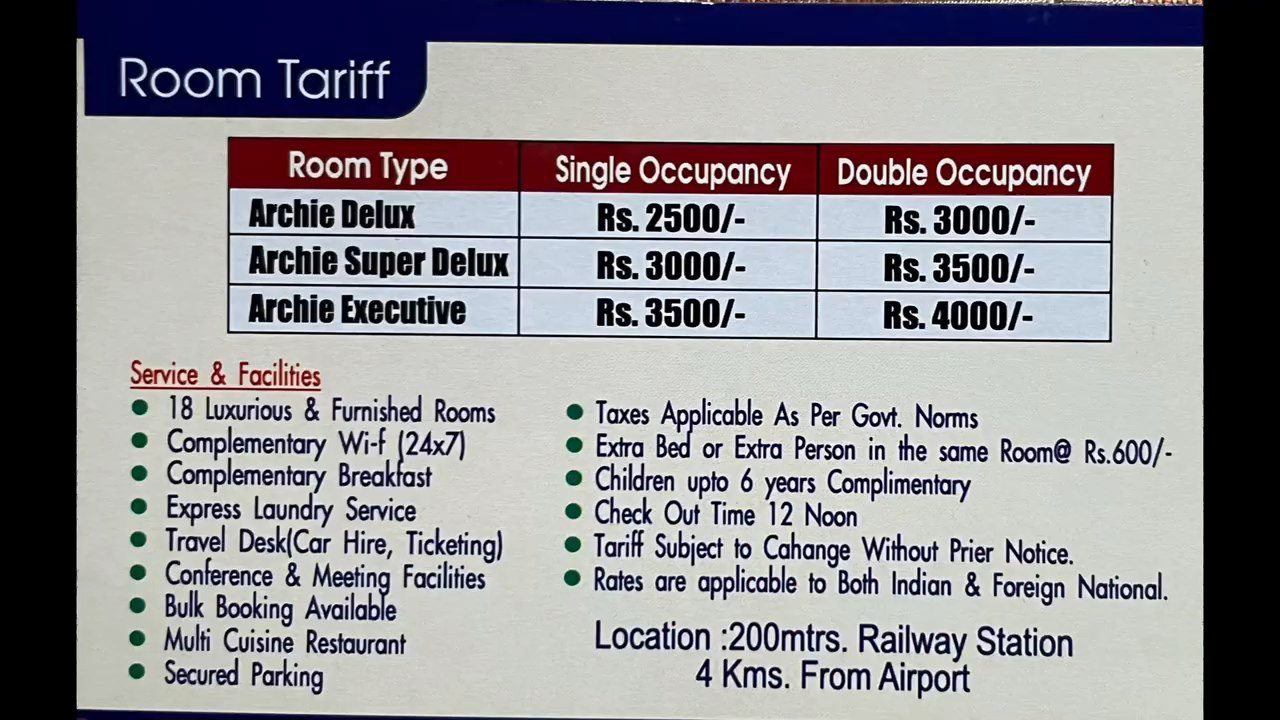 Room Tariff
Room Type Single Occupancy Double Occupancy
Archie Delux Rs. 2500/- Rs. 3000/-
Archie Super Delux Rs. 3000/- Rs. 3500/-
Archie Executive Rs. 3500/- Rs. 4000/-
Service & Facilities
18 Luxurious & Furnished Rooms
Complementary Wi-f (24x7)
Complementary Breakfast
Express Laundry Service
Travel Desk(Car Hire, Ticketing)
Conference & Meeting Facilities
Bulk Booking Available
Multi Cuisine Restaurant
Secured Parking
Taxes Applicable As Per Govt. Norms
Extra Bed or Extra Person in the same Room@ Rs.600/-
Children upto 6 years Complimentary
Check Out Time 12 Noon
Tariff Subject to Cahange Without Prier Notice.
Rates are applicable to Both Indian & Foreign National.
Location :200mtrs. Railway Station
4 Kms. From Airport